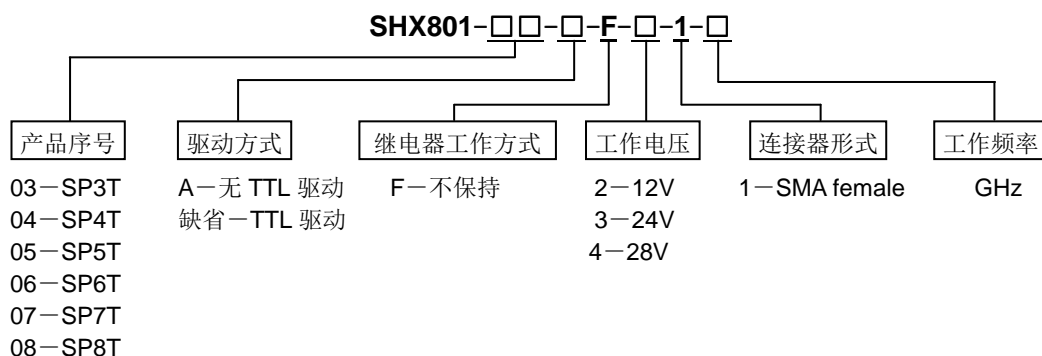 SHX801-□□-□-F-□-1-□
产品序号 驱动方式 继电器工作方式 工作电压 连接器形式 工作频率
03－SP3T A－无 TTL 驱动 F－不保持 2－12V 1－SMA female GHz
04－SP4T 缺省－TTL 驱动 3－24V
05－SP5T 4－28V
06－SP6T
07－SP7T
08－SP8T